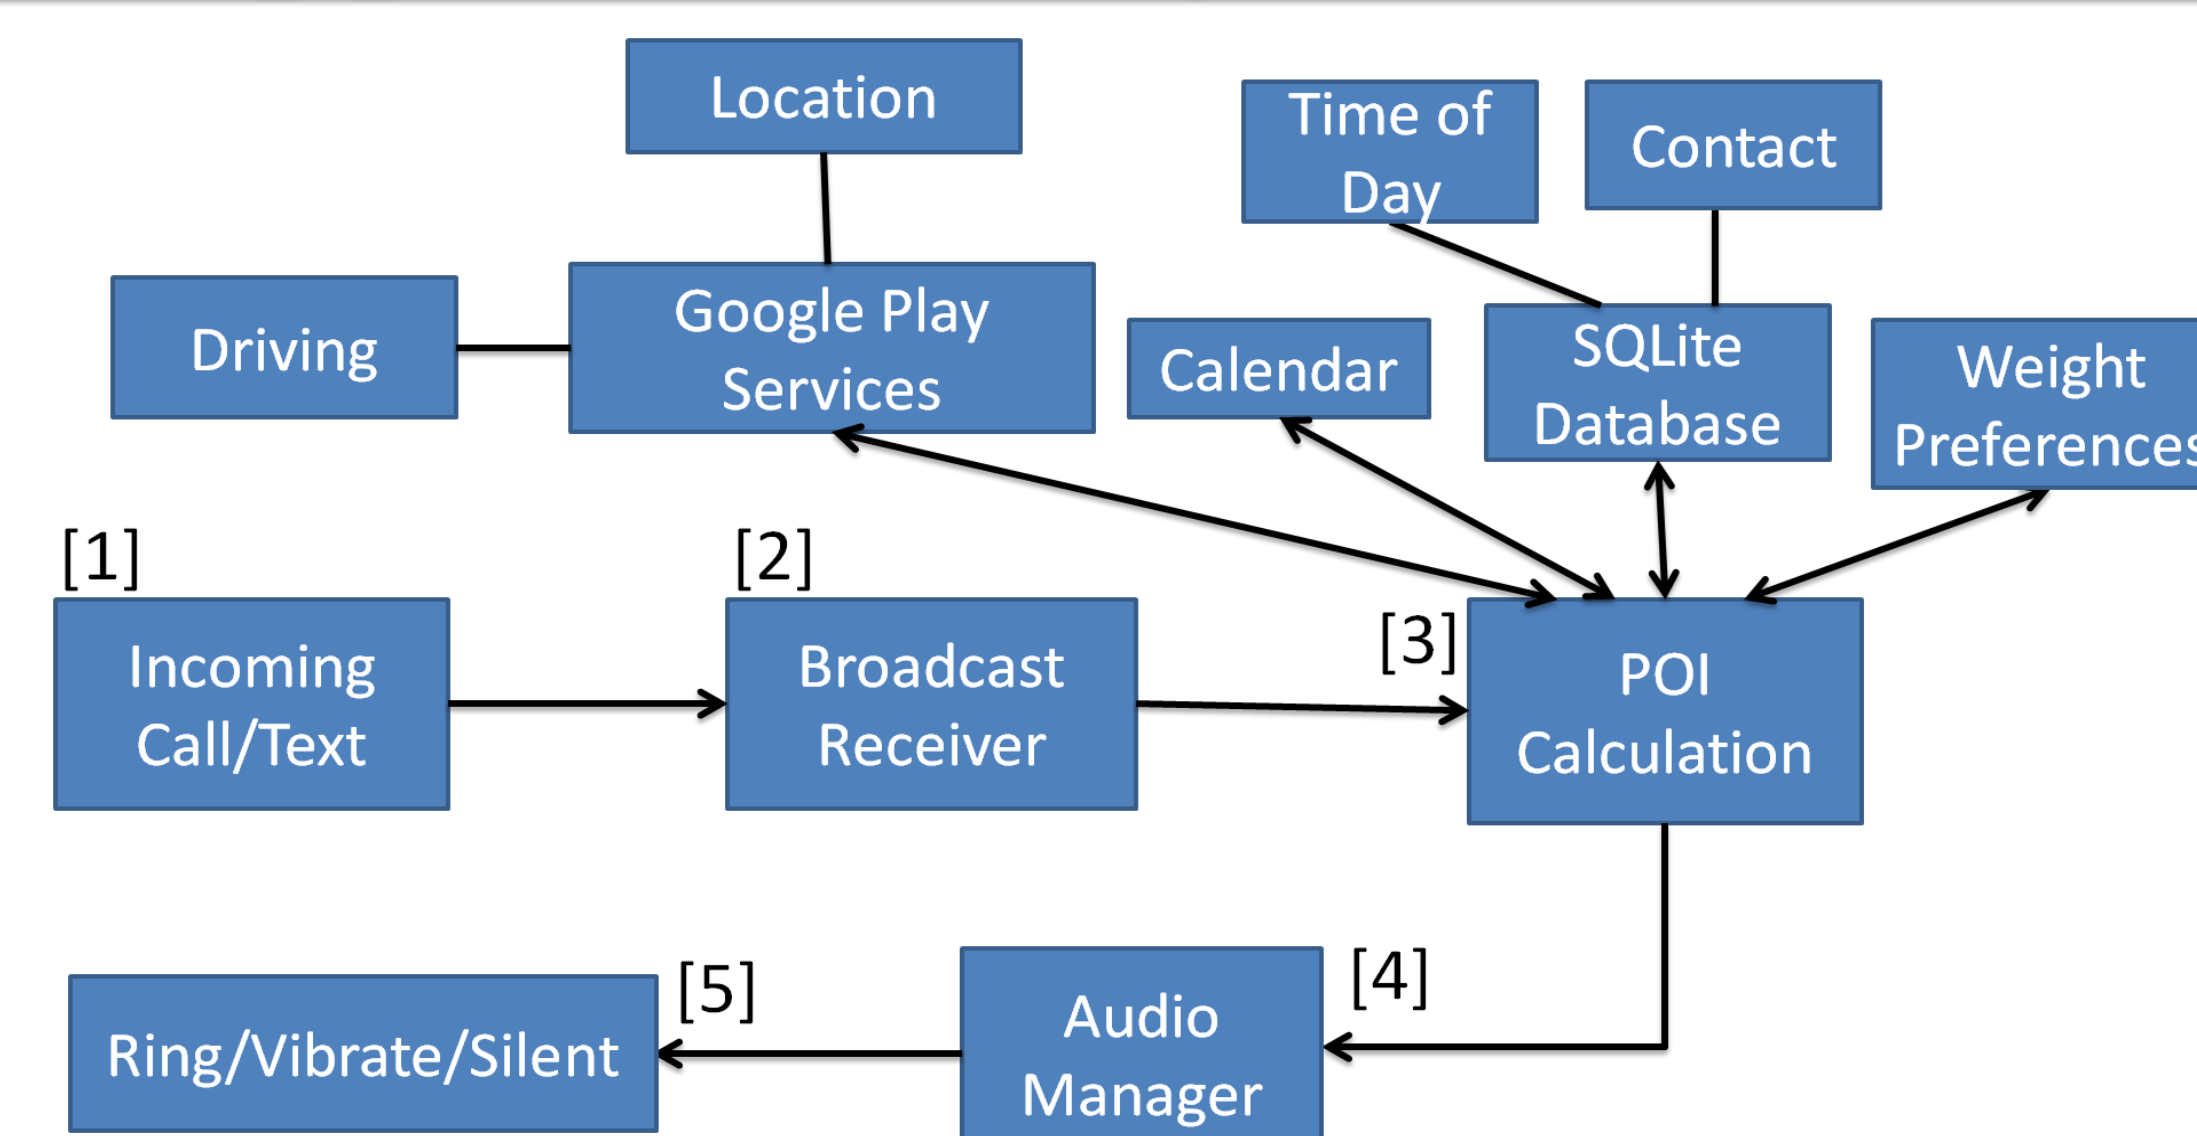 Location
Time of
Day
Contact
Driving
Google Play
Services
Calendar
SQLite
Database
Weight
Preferences
[1]
Incoming
Call/Text
[2]
Broadcast
Receiver
[3]
POI
Calculation
Ring/Vibrate/Silent
[5]
Audio
Manager
[4]